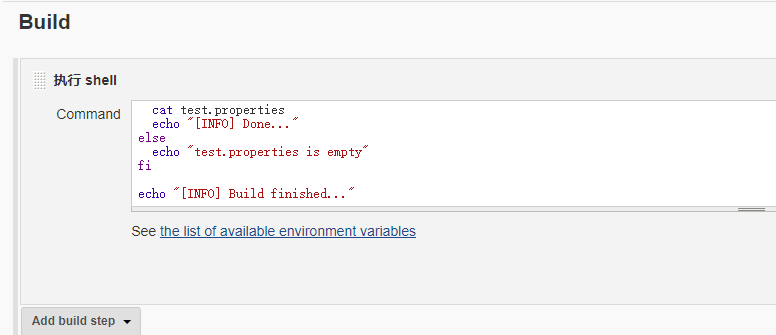 Build
执行 shell
Command
cat test.properties
echo "[INFO] Done..."
else
echo "test.properties is empty"
fi
echo "[INFO] Build finished..."
See the list of available environment variables
Add build step